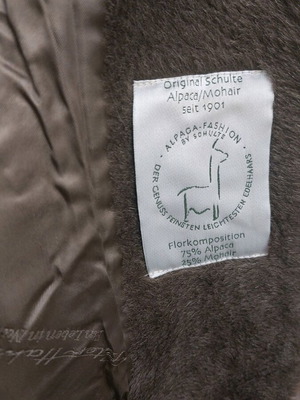 Original Schulte
Alpaca/Mohair
seit 1901
· ALPACA-FASHION ·
BY SCHULTE
DER GENUSS FEINSTEN LEICHTESTEN EDELHAARS
Florkomposition
75% Alpaca
25% Mohair